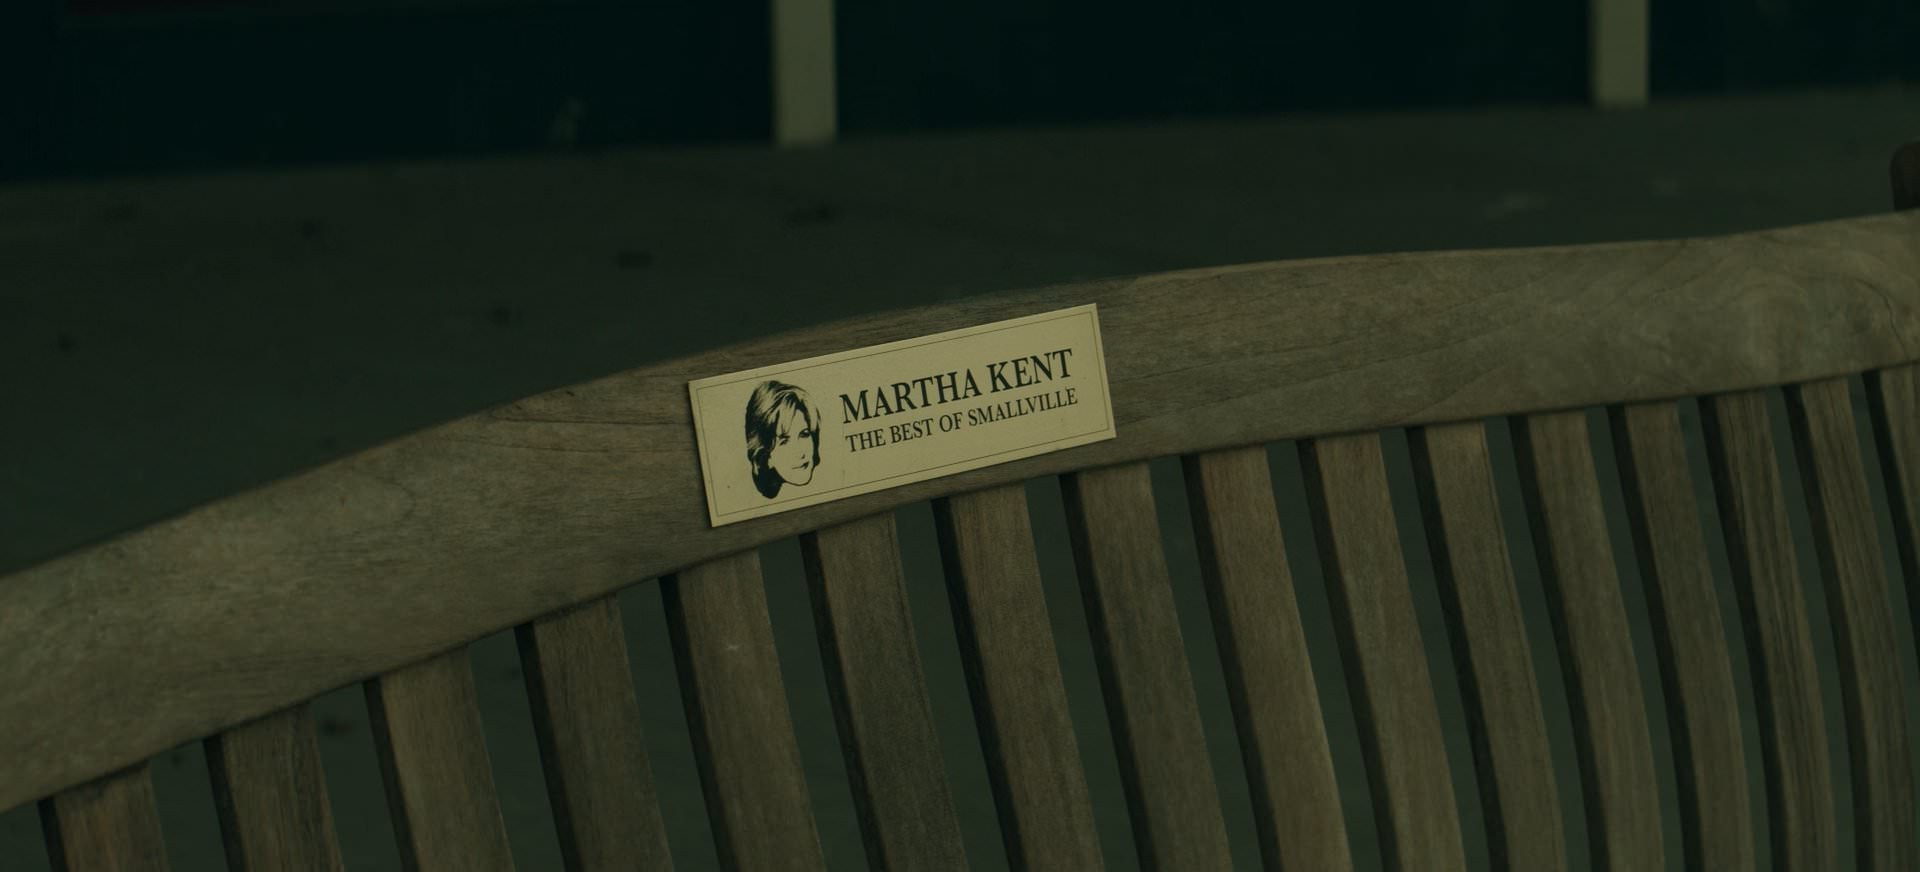 MARTHA KENT
THE BEST OF SMALLVILLE